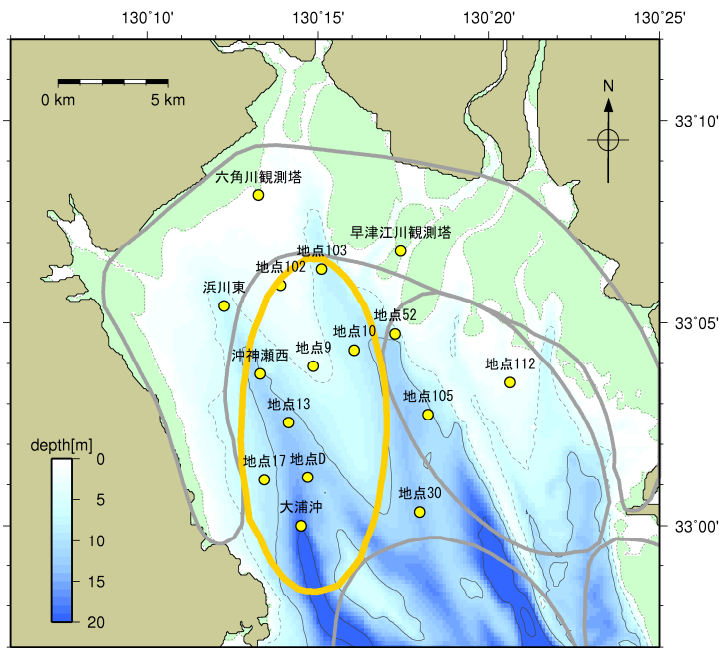 130˚10'
130˚15'
130˚20'
130˚25'
0 km
5 km
N
33˚10'
六角川観測塔
早津江川観測塔
地点103
地点102
浜川東
地点52
33˚05'
地点10
沖神瀬西
地点9
地点112
地点13
地点105
depth[m]
0
地点17
地点D
5
地点30
大浦沖
10
33˚00'
15
20